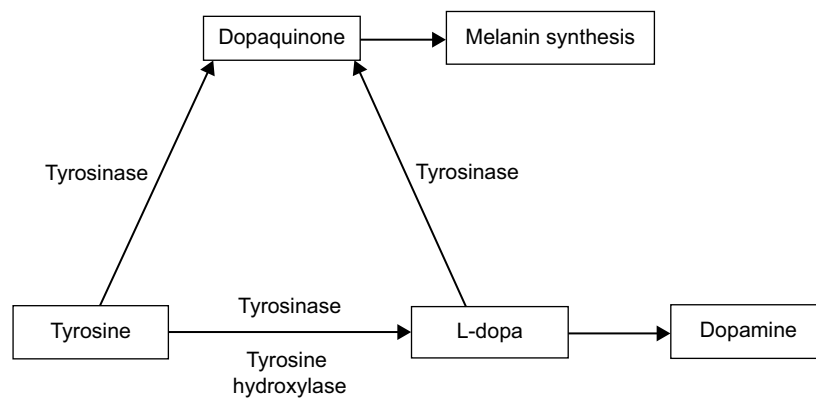 Dopaquinone
Melanin synthesis
Tyrosinase
Tyrosinase
Tyrosine
Tyrosinase
Tyrosine
hydroxylase
L-dopa
Dopamine